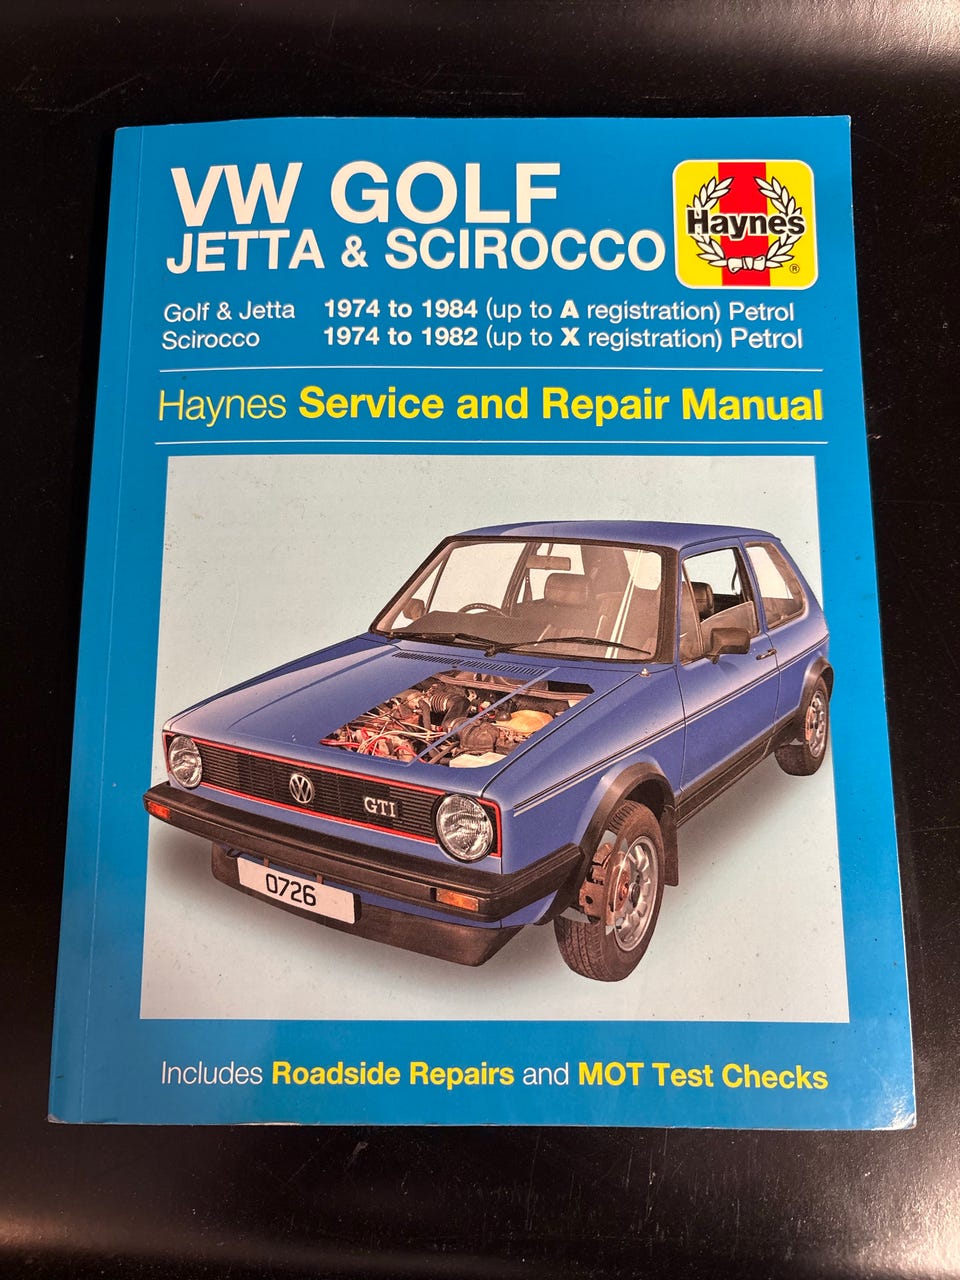 VW GOLF
JETTA & SCIROCCO
Haynes
®
Golf & Jetta 1974 to 1984 (up to A registration) Petrol
Scirocco 1974 to 1982 (up to X registration) Petrol
Haynes Service and Repair Manual
VW
GTI
0726
Includes Roadside Repairs and MOT Test Checks